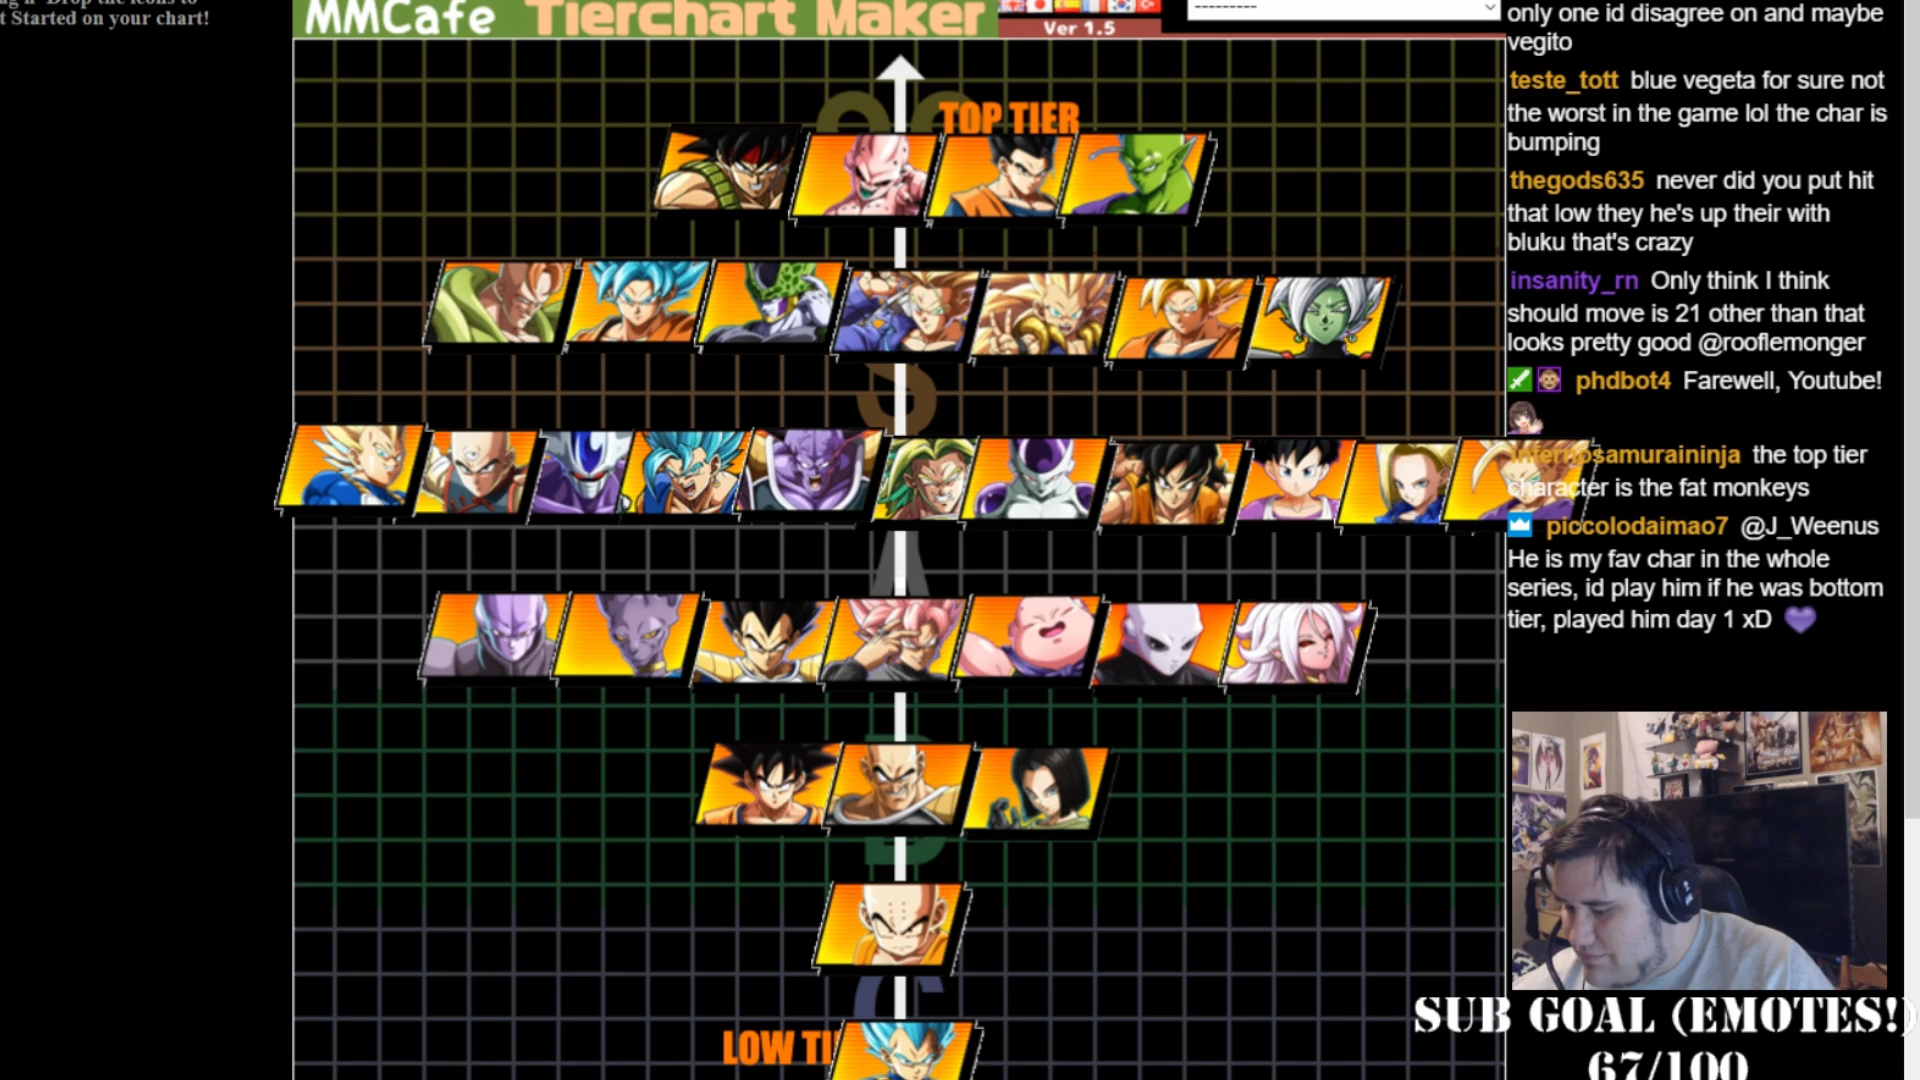 t Started on your chart!
MMCafe Tierchart Maker
Ver 1.5
---------
TOP TIER
S
A
B
C
LOW TI
only one id disagree on and maybe
vegito
teste_tott blue vegeta for sure not
the worst in the game lol the char is
bumping
thegods635 never did you put hit
that low they he's up their with
bluku that's crazy
insanity_rn Only think I think
should move is 21 other than that
looks pretty good @rooflemonger
phdbot4 Farewell, Youtube!
infernosamuraininja the top tier
character is the fat monkeys
piccolodaimao7 @J_Weenus
He is my fav char in the whole
series, id play him if he was bottom
tier, played him day 1 xD
SUB GOAL (EMOTES!)
67/100